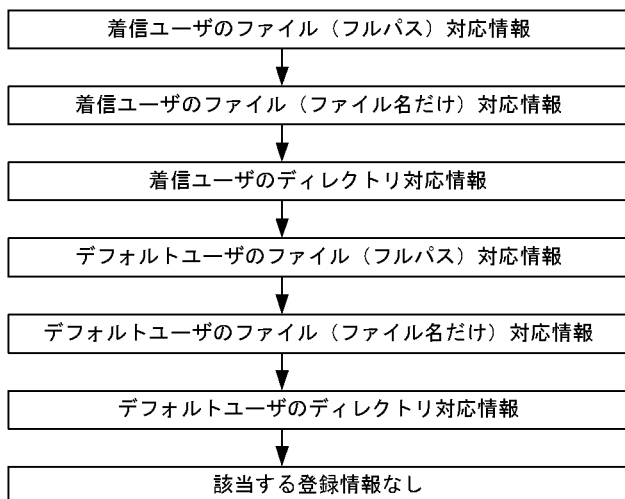 着信ユーザのファイル（フルパス）対応情報
着信ユーザのファイル（ファイル名だけ）対応情報
着信ユーザのディレクトリ対応情報
デフォルトユーザのファイル（フルパス）対応情報
デフォルトユーザのファイル（ファイル名だけ）対応情報
デフォルトユーザのディレクトリ対応情報
該当する登録情報なし